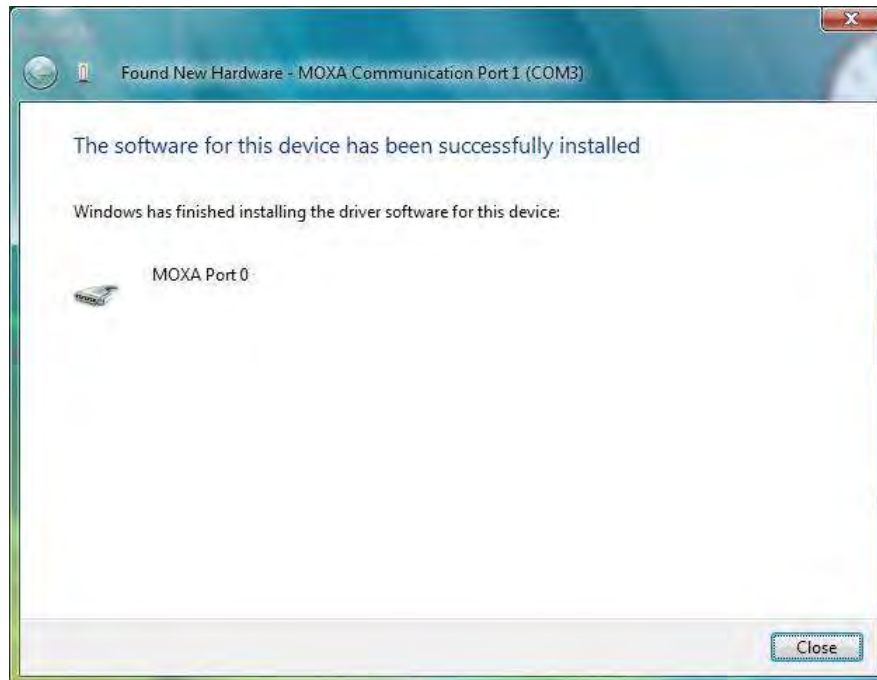 Found New Hardware - MOXA Communication Port 1 (COM3)
The software for this device has been successfully installed
Windows has finished installing the driver software for this device:
MOXA Port 0
Close